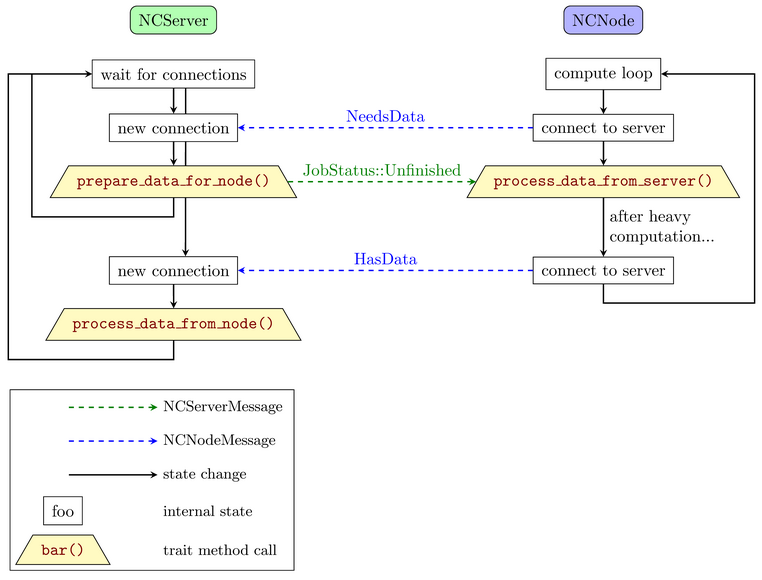 NCServer
NCNode
wait for connections
compute loop
new connection
NeedsData
connect to server
prepare_data_for_node()
JobStatus::Unfinished
process_data_from_server()
after heavy
computation...
new connection
HasData
connect to server
process_data_from_node()
NCServerMessage
NCNodeMessage
state change
foo
internal state
bar()
trait method call